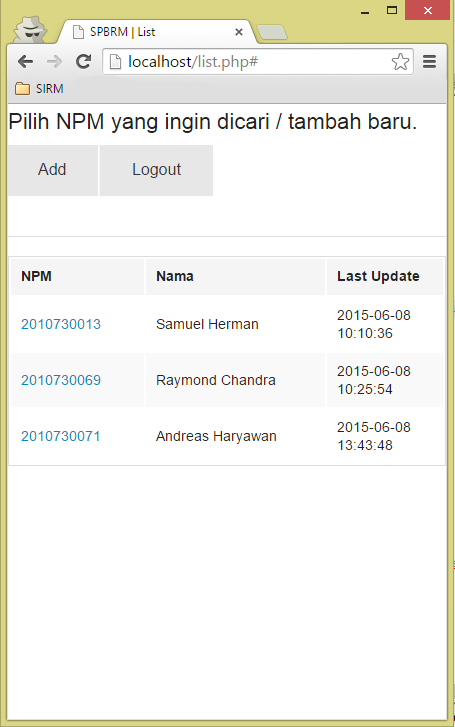 SPBRM | List
localhost/list.php#
SIRM
Pilih NPM yang ingin dicari / tambah baru.
Add Logout
NPM Nama Last Update
2010730013 Samuel Herman 2015-06-08
10:10:36
2010730069 Raymond Chandra 2015-06-08
10:25:54
2010730071 Andreas Haryawan 2015-06-08
13:43:48